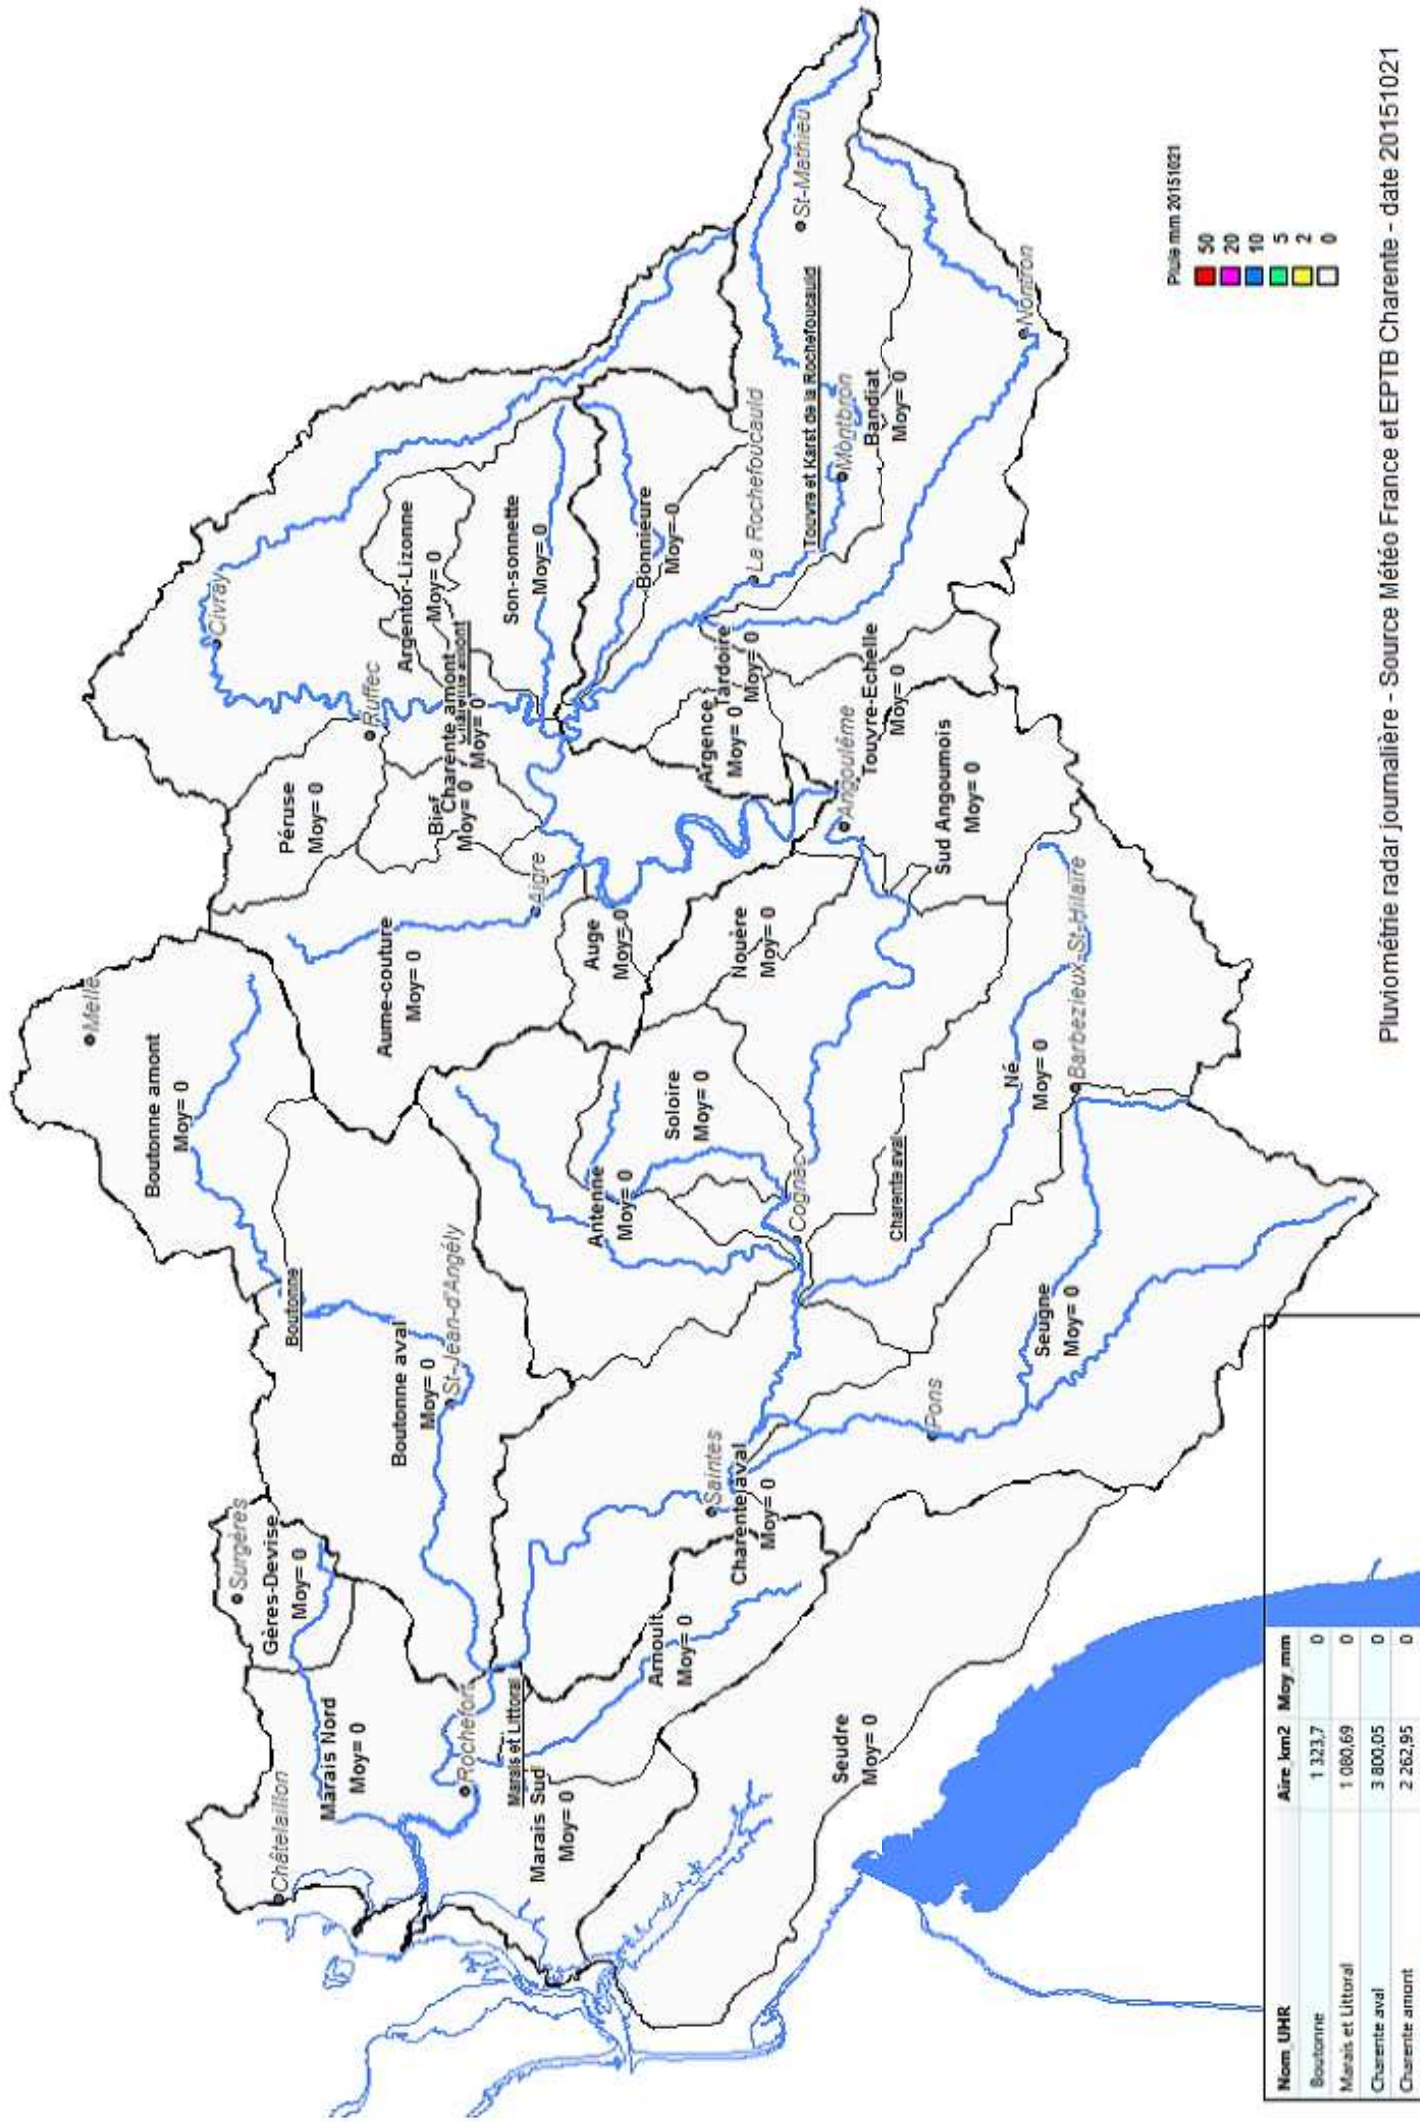 Melle
Boutonne amont
Moy= 0
Civray
Ruffec
Péruse
Moy= 0
Argentor-Lizonne
Moy= 0
Charente amont
Charente amont
Moy= 0
Bief
Moy= 0
Son-sonnette
Moy= 0
Bonnieure
Moy= 0
Aigre
Aume-couture
Moy= 0
Auge
Moy= 0
Surgères
Gères-Devise
Moy= 0
Châtelaillon
Marais Nord
Moy= 0
Boutonne
Boutonne aval
Moy= 0
St-Jean-d'Angély
Rochefort
Marais et Littoral
Marais Sud
Moy= 0
Arnoult
Moy= 0
Saintes
Charente aval
Moy= 0
Antenne
Moy= 0
Soloire
Moy= 0
Nouère
Moy= 0
Argence
Moy= 0
Tardoire
Moy= 0
La Rochefoucauld
Touvre et Karst de la Rochefoucauld
Montbron
Bandiat
Moy= 0
St-Mathieu
Nontron
Angoulême
Touvre-Echelle
Moy= 0
Sud Angoumois
Moy= 0
Cognac
Charente aval
Né
Moy= 0
Barbezieux-St-Hilaire
Pons
Seugne
Moy= 0
Seudre
Moy= 0
Pluie mm 20151021
50
20
10
5
2
0
Nom_UHR Aire_km2 Moy_mm
Boutonne 1 323,7 0
Marais et Littoral 1 080,69 0
Charente aval 3 800,05 0
Charente amont 2 262,95 0
Pluviométrie radar journalière - Source Météo France et EPTB Charente - date 20151021